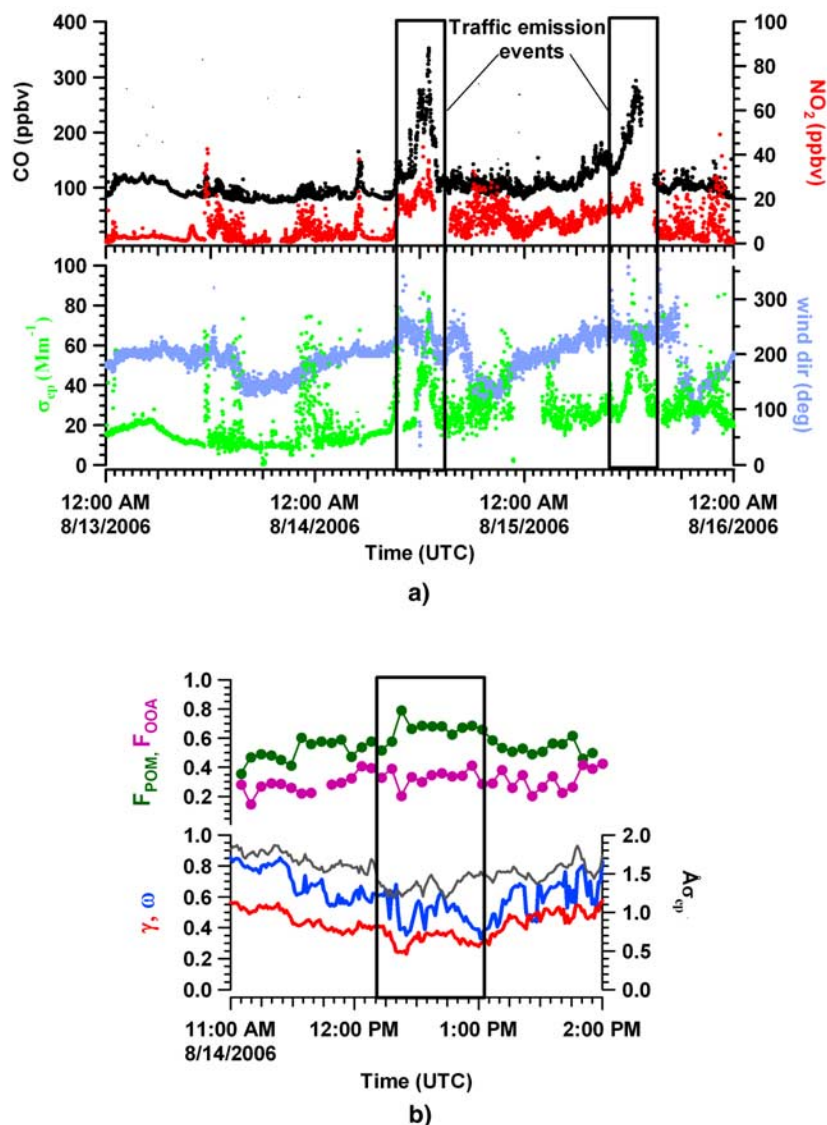 Traffic emission
events
CO (ppbv)
400
300
200
100
0
NO2 (ppbv)
100
80
60
40
20
0
σep (Mm-1)
100
80
60
40
20
0
wind dir (deg)
300
200
100
0
12:00 AM
8/13/2006
12:00 AM
8/14/2006
12:00 AM
8/15/2006
12:00 AM
8/16/2006
Time (UTC)
a)
FPOM, FOOA
1.0
0.8
0.6
0.4
0.2
γ, ω
0.8
0.6
0.4
0.2
0.0
Åσep
2.0
1.5
1.0
0.5
0.0
11:00 AM
8/14/2006
12:00 PM
1:00 PM
2:00 PM
Time (UTC)
b)